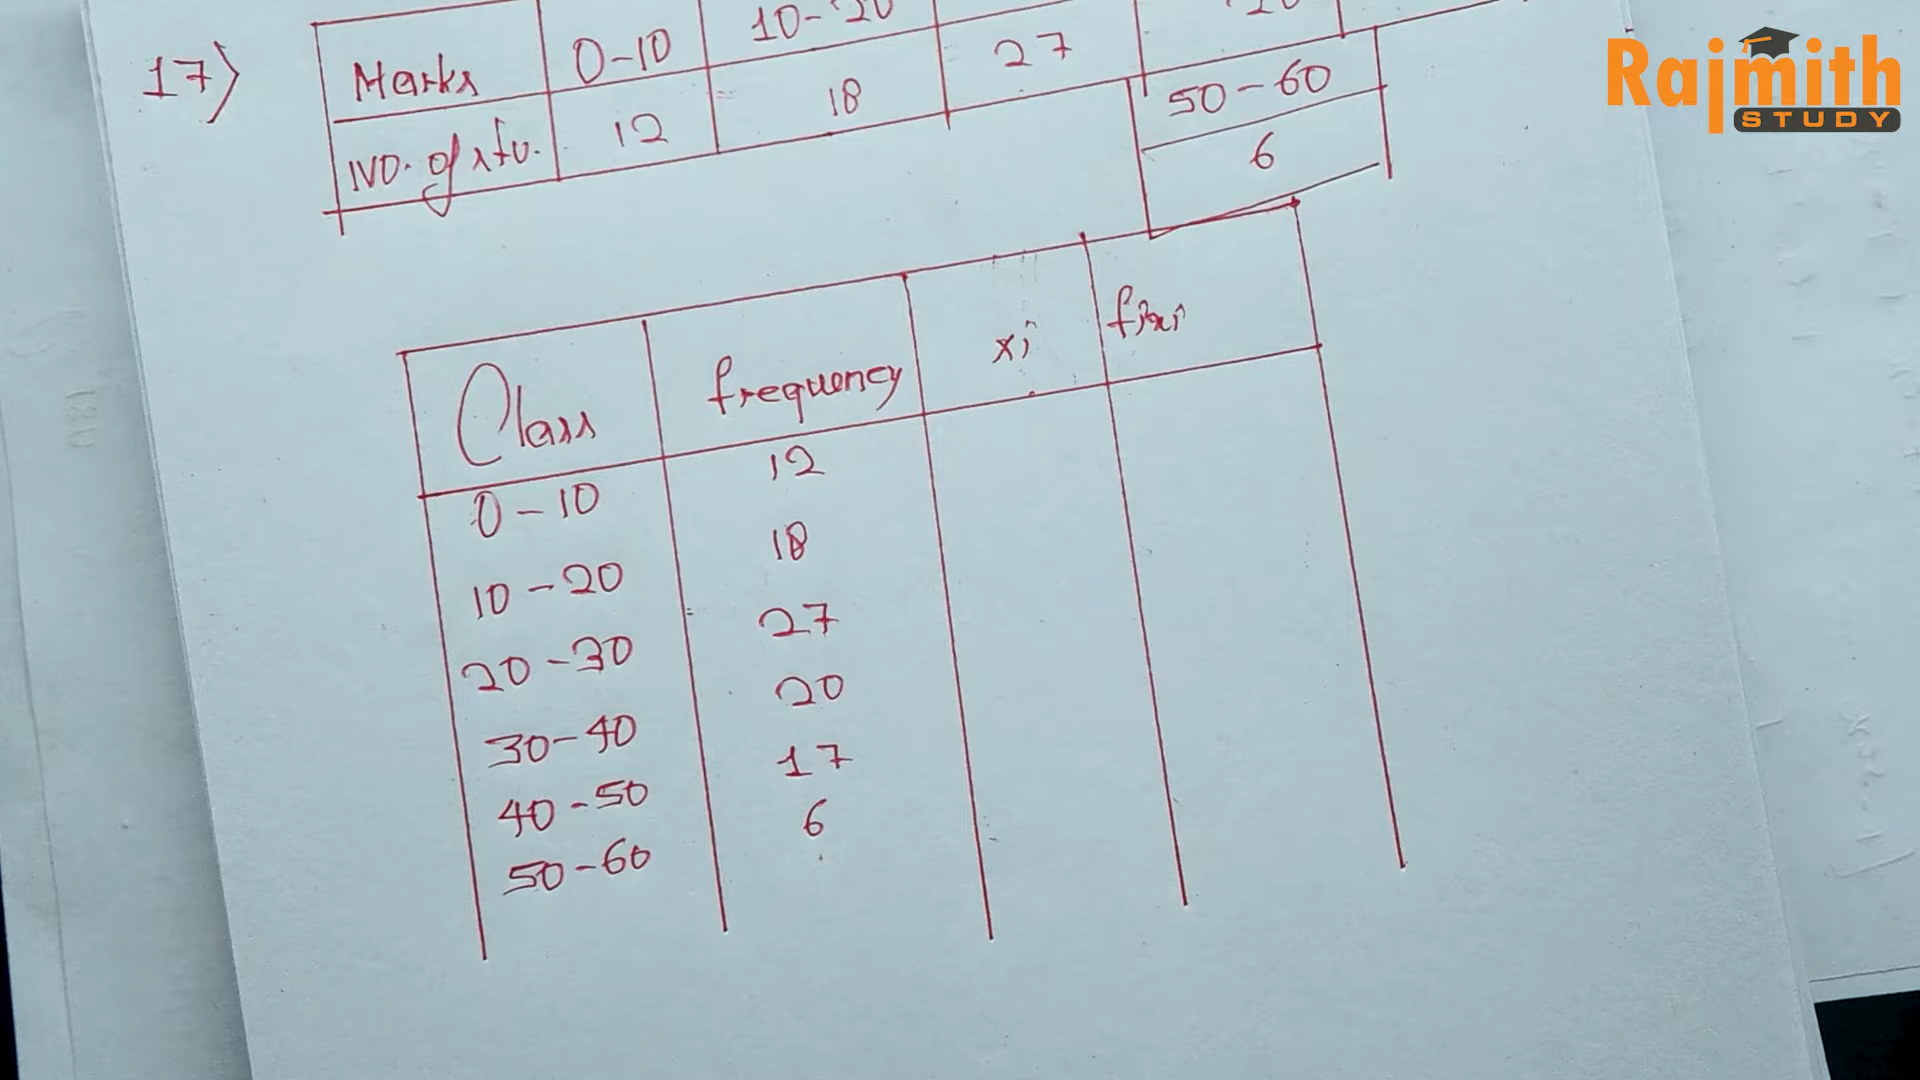 17)
Marks 0-10 10-20
No. of stu. 12 18 27
50-60
6
Class frequency xi fixi
0-10 12
10-20 18
20-30 27
30-40 20
40-50 17
50-60 6
Rajmith
STUDY